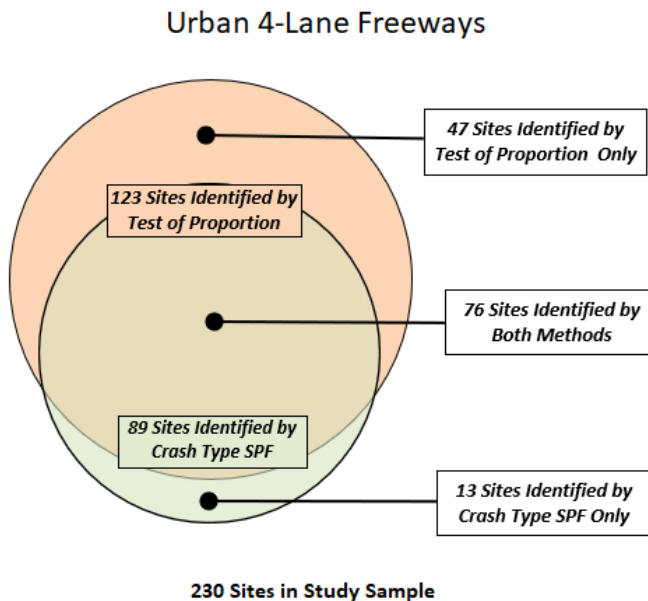 Urban 4-Lane Freeways
47 Sites Identified by
Test of Proportion Only
123 Sites Identified by
Test of Proportion
76 Sites Identified by
Both Methods
89 Sites Identified by
Crash Type SPF
13 Sites Identified by
Crash Type SPF Only
230 Sites in Study Sample